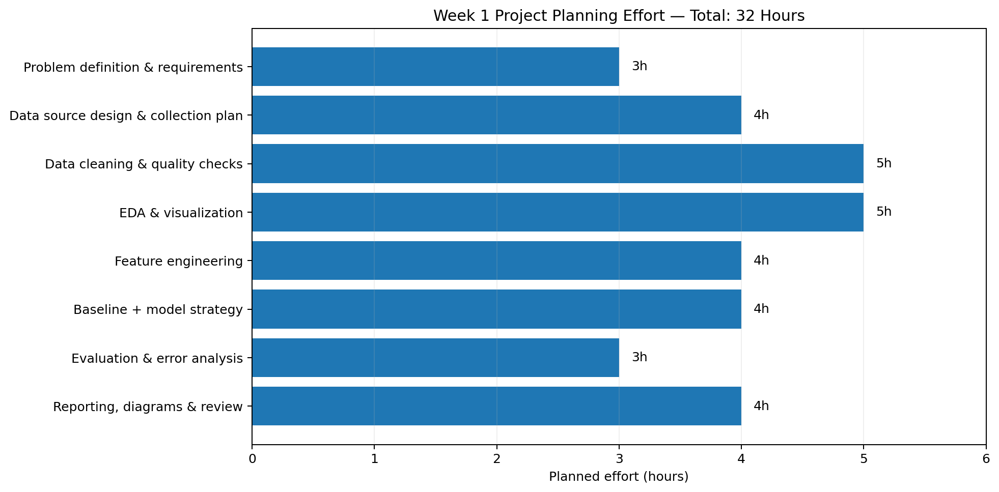 Week 1 Project Planning Effort — Total: 32 Hours
Problem definition & requirements
3h
Data source design & collection plan
4h
Data cleaning & quality checks
5h
EDA & visualization
5h
Feature engineering
4h
Baseline + model strategy
4h
Evaluation & error analysis
3h
Reporting, diagrams & review
4h
0 1 2 3 4 5 6
Planned effort (hours)